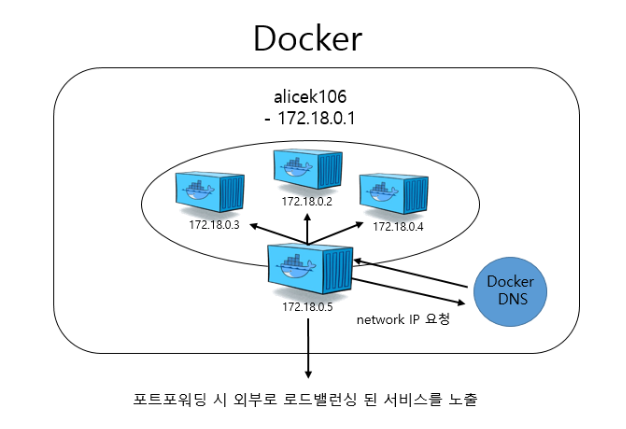 Docker
alicek106
- 172.18.0.1
172.18.0.2
172.18.0.3
172.18.0.4
172.18.0.5
Docker
DNS
network IP 요청
포트포워딩 시 외부로 로드밸런싱 된 서비스를 노출